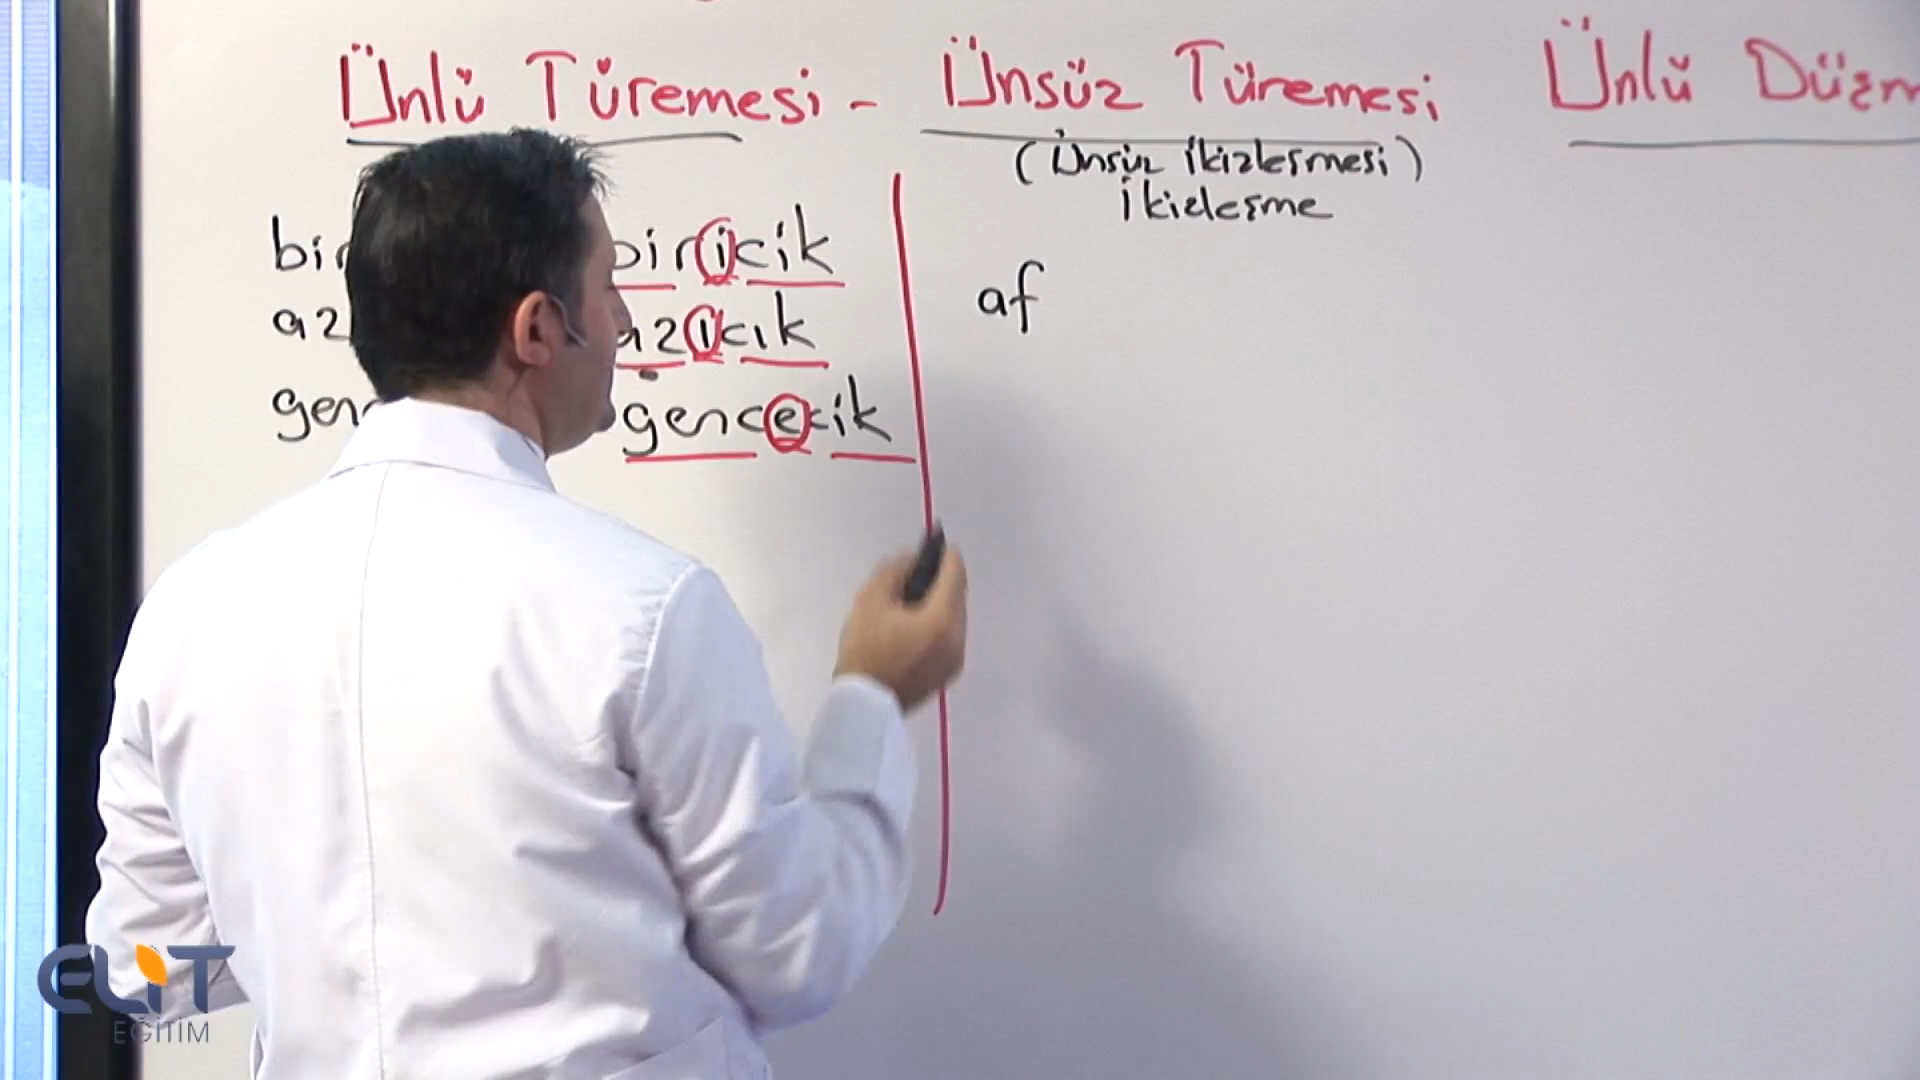 Ünlü Türemesi - Ünsüz Türemesi Ünlü
(Ünsüz ikizleşmesi)
İkizleşme
biricik
azıcık
gencecik
af
ELİT
EĞİTİM